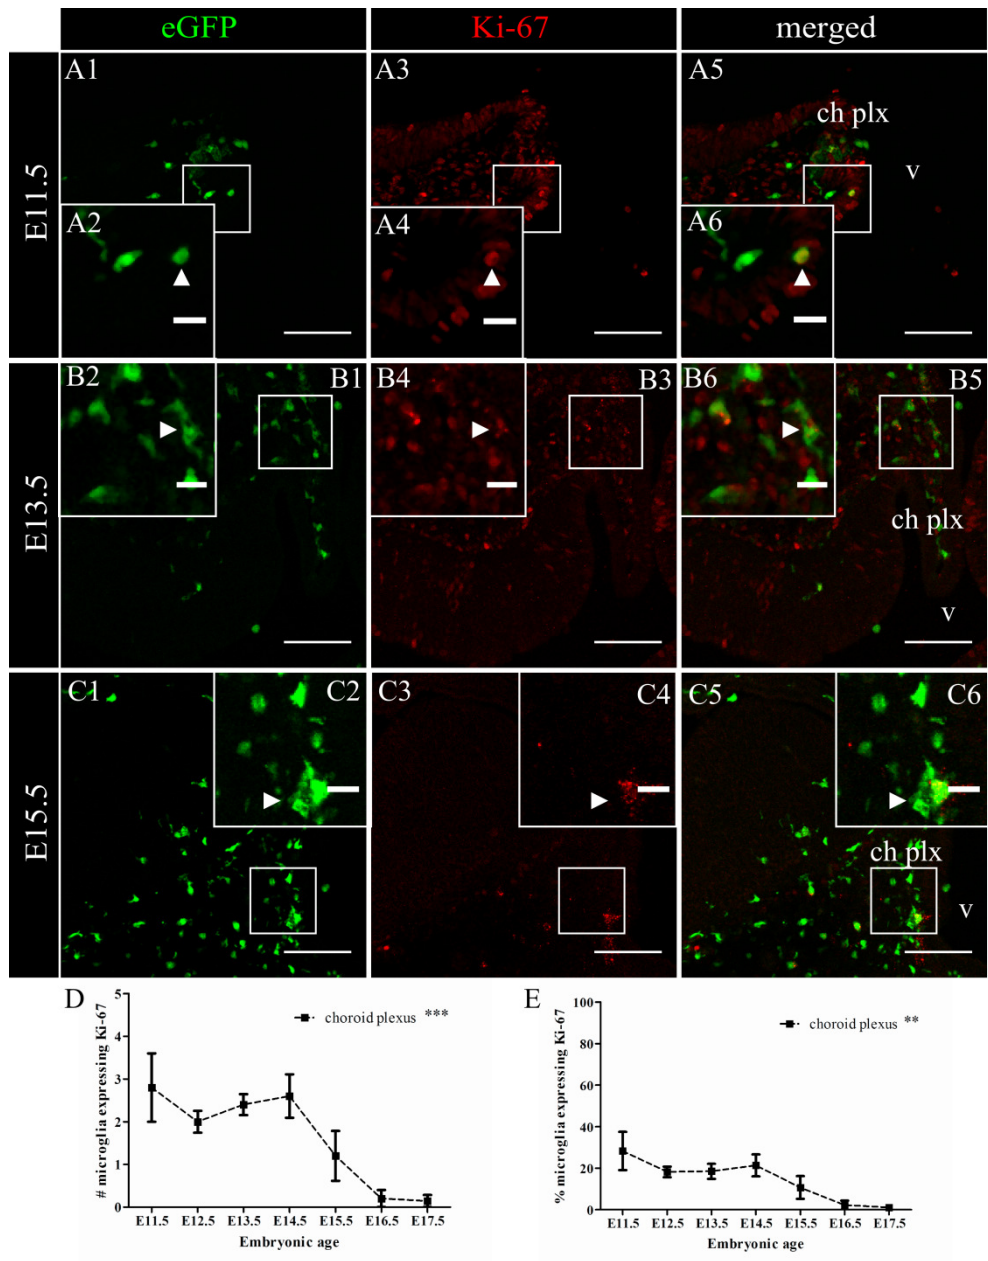 eGFP Ki-67 merged
E11.5
A1 A3 A5
ch plx
v
A2 A4 A6
E13.5
B2 B1 B4 B3 B6 B5
ch plx
v
E15.5
C1 C2 C3 C4 C5 C6
ch plx
v
D
# microglia expressing Ki-67
5
4
3
2
1
0
choroid plexus ***
E11.5 E12.5 E13.5 E14.5 E15.5 E16.5 E17.5
Embryonic age
E
% microglia expressing Ki-67
100
80
60
40
20
0
choroid plexus **
E11.5 E12.5 E13.5 E14.5 E15.5 E16.5 E17.5
Embryonic age